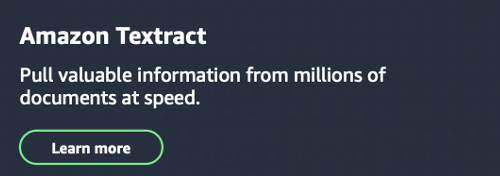 Amazon Textract
Pull valuable information from millions of
documents at speed.
Learn more